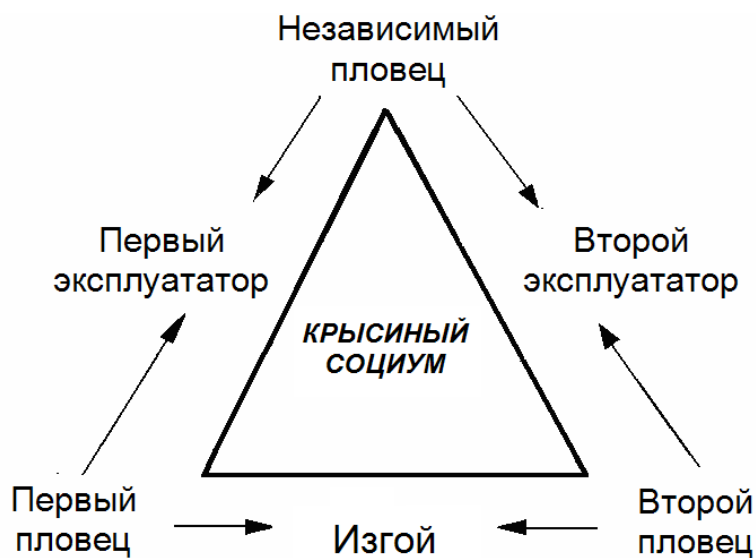 Независимый
пловец
Первый
эксплуататор
Второй
эксплуататор
КРЫСИНЫЙ
СОЦИУМ
Первый
пловец
Изгой
Второй
пловец